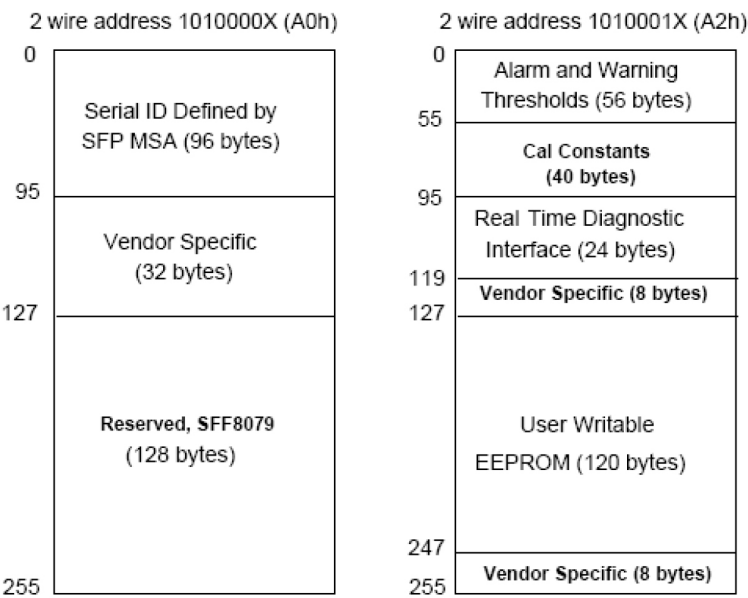 2 wire address 1010000X (A0h)
0
Serial ID Defined by
SFP MSA (96 bytes)
95
Vendor Specific
(32 bytes)
127
Reserved, SFF8079
(128 bytes)
255
2 wire address 1010001X (A2h)
0
Alarm and Warning
Thresholds (56 bytes)
55
Cal Constants
(40 bytes)
95
Real Time Diagnostic
Interface (24 bytes)
119
Vendor Specific (8 bytes)
127
User Writable
EEPROM (120 bytes)
247
Vendor Specific (8 bytes)
255